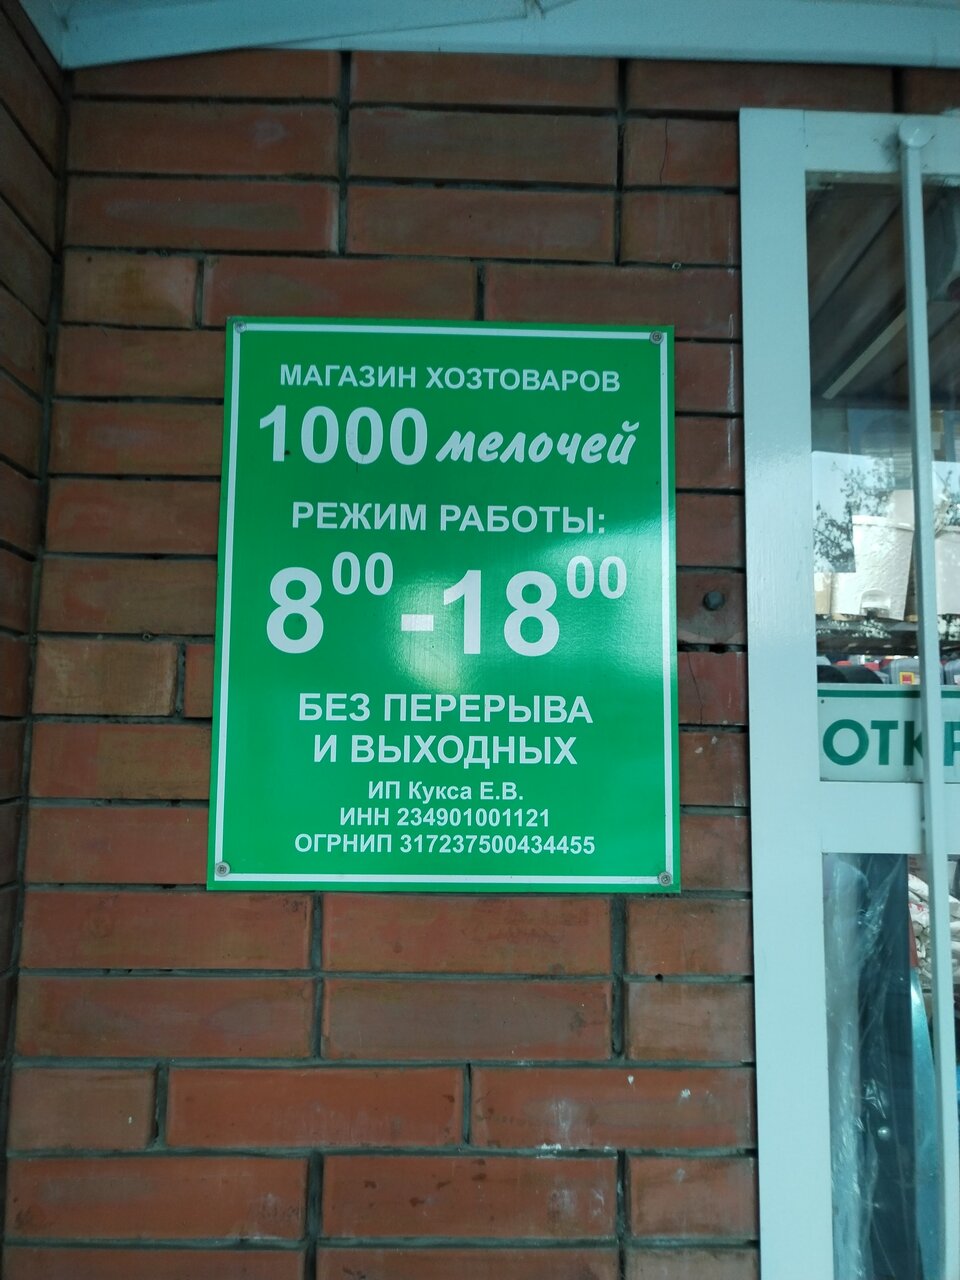 МАГАЗИН ХОЗТОВАРОВ
1000 мелочей
РЕЖИМ РАБОТЫ:
8⁰⁰-18⁰⁰
БЕЗ ПЕРЕРЫВА
И ВЫХОДНЫХ
ИП Кукса Е.В.
ИНН 234901001121
ОГРНИП 317237500434455